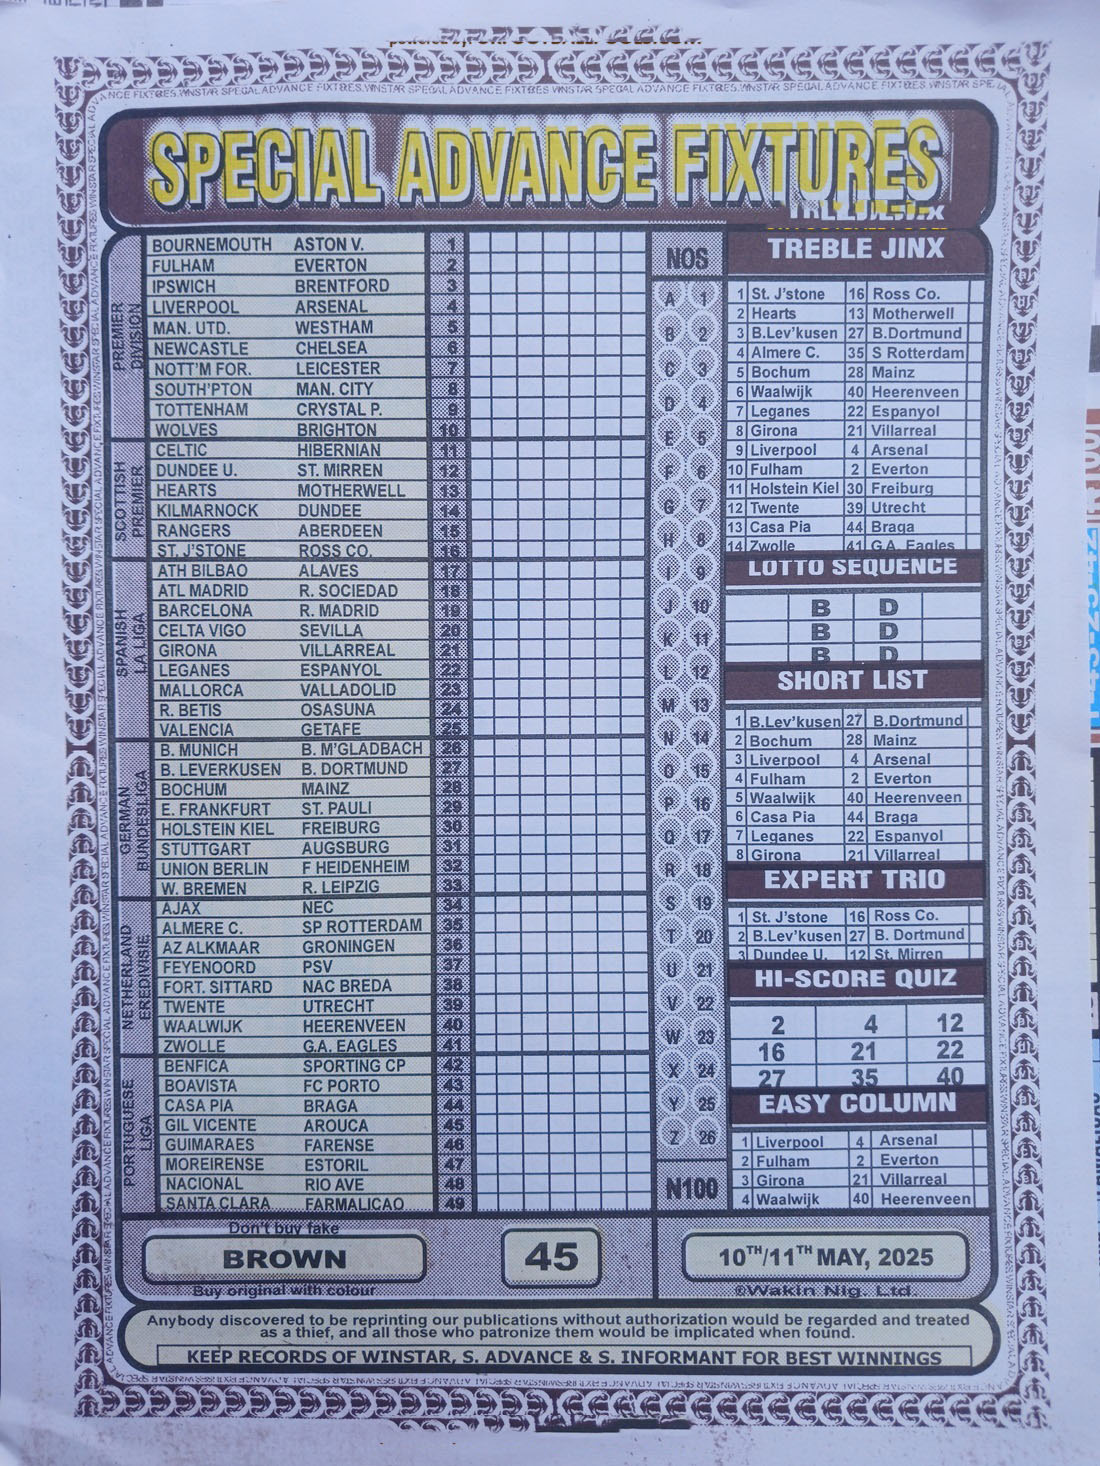 SPECIAL ADVANCE FIXTURES
PREMIER DIVISION
BOURNEMOUTH ASTON V. 1
FULHAM EVERTON 2
IPSWICH BRENTFORD 3
LIVERPOOL ARSENAL 4
MAN. UTD. WESTHAM 5
NEWCASTLE CHELSEA 6
NOTT'M FOR. LEICESTER 7
SOUTH'PTON MAN. CITY 8
TOTTENHAM CRYSTAL P. 9
WOLVES BRIGHTON 10
SCOTTISH PREMIER
CELTIC HIBERNIAN 11
DUNDEE U. ST. MIRREN 12
HEARTS MOTHERWELL 13
KILMARNOCK DUNDEE 14
RANGERS ABERDEEN 15
ST. J'STONE ROSS CO. 16
SPANISH LA LIGA
ATH BILBAO ALAVES 17
ATL MADRID R. SOCIEDAD 18
BARCELONA R. MADRID 19
CELTA VIGO SEVILLA 20
GIRONA VILLARREAL 21
LEGANES ESPANYOL 22
MALLORCA VALLADOLID 23
R. BETIS OSASUNA 24
VALENCIA GETAFE 25
GERMAN BUNDESLIGA
B. MUNICH B. M'GLADBACH 26
B. LEVERKUSEN B. DORTMUND 27
BOCHUM MAINZ 28
E. FRANKFURT ST. PAULI 29
HOLSTEIN KIEL FREIBURG 30
STUTTGART AUGSBURG 31
UNION BERLIN F HEIDENHEIM 32
W. BREMEN R. LEIPZIG 33
NETHERLAND EREDIVISIE
AJAX NEC 34
ALMERE C. SP ROTTERDAM 35
AZ ALKMAAR GRONINGEN 36
FEYENOORD PSV 37
FORT. SITTARD NAC BREDA 38
TWENTE UTRECHT 39
WAALWIJK HEERENVEEN 40
ZWOLLE G.A. EAGLES 41
PORTUGUESE LIGA
BENFICA SPORTING CP 42
BOAVISTA FC PORTO 43
CASA PIA BRAGA 44
GIL VICENTE AROUCA 45
GUIMARAES FARENSE 46
MOREIRENSE ESTORIL 47
NACIONAL RIO AVE 48
SANTA CLARA FARMALICAO 49
NOS
A 1
B 2
C 3
D 4
E 5
F 6
G 7
H 8
I 9
J 10
K 11
L 12
M 13
N 14
O 15
P 16
Q 17
R 18
S 19
T 20
U 21
V 22
W 23
X 24
Y 25
Z 26
N100
TREBLE JINX
1 St. J'stone 16 Ross Co.
2 Hearts 13 Motherwell
3 B.Lev'kusen 27 B.Dortmund
4 Almere C. 35 S Rotterdam
5 Bochum 28 Mainz
6 Waalwijk 40 Heerenveen
7 Leganes 22 Espanyol
8 Girona 21 Villarreal
9 Liverpool 4 Arsenal
10 Fulham 2 Everton
11 Holstein Kiel 30 Freiburg
12 Twente 39 Utrecht
13 Casa Pia 44 Braga
14 Zwolle 41 G.A. Eagles
LOTTO SEQUENCE
B D
B D
B D
SHORT LIST
1 B.Lev'kusen 27 B.Dortmund
2 Bochum 28 Mainz
3 Liverpool 4 Arsenal
4 Fulham 2 Everton
5 Waalwijk 40 Heerenveen
6 Casa Pia 44 Braga
7 Leganes 22 Espanyol
8 Girona 21 Villarreal
EXPERT TRIO
1 St. J'stone 16 Ross Co.
2 B.Lev'kusen 27 B. Dortmund
3 Dundee U. 12 St. Mirren
HI-SCORE QUIZ
2 4 12
16 21 22
27 35 40
EASY COLUMN
1 Liverpool 4 Arsenal
2 Fulham 2 Everton
3 Girona 21 Villarreal
4 Waalwijk 40 Heerenveen
Don't buy fake
BROWN
Buy original with colour
45
10TH/11TH MAY, 2025
©Wakin Nig. Ltd.
Anybody discovered to be reprinting our publications without authorization would be regarded and treated
as a thief, and all those who patronize them would be implicated when found.
KEEP RECORDS OF WINSTAR, S. ADVANCE & S. INFORMANT FOR BEST WINNINGS